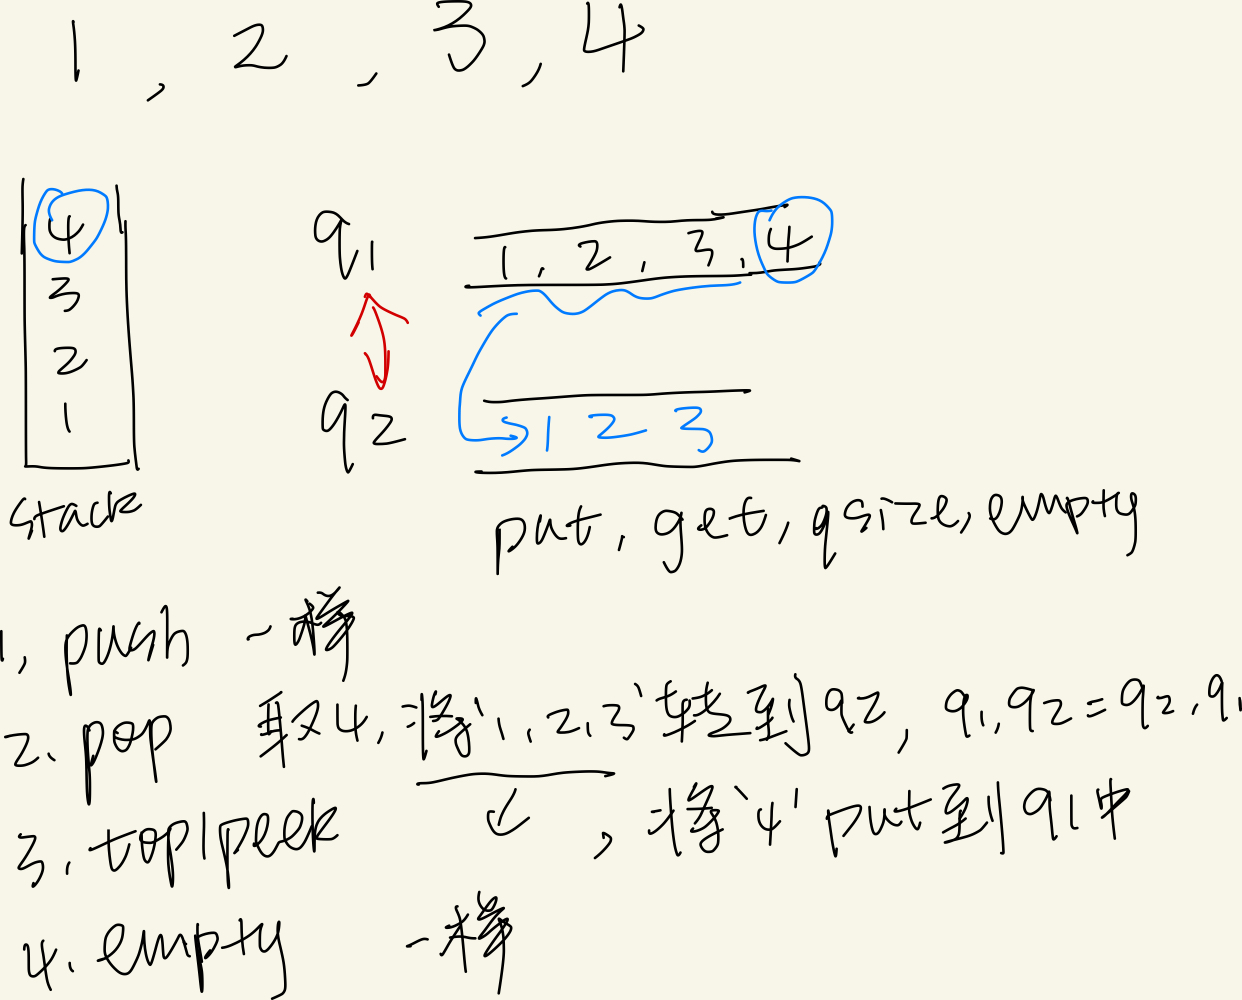 1, 2, 3, 4
4
3
2
1
stack
q1 1, 2, 3, 4
q2 1 2 3
put, get, qsize, empty
1, push 一样
2. pop 取4, 将'1, 2, 3'转到q2, q1, q2 = q2, q1
3. top/peek ↙, 将'4' put到q1中
4. empty 一样